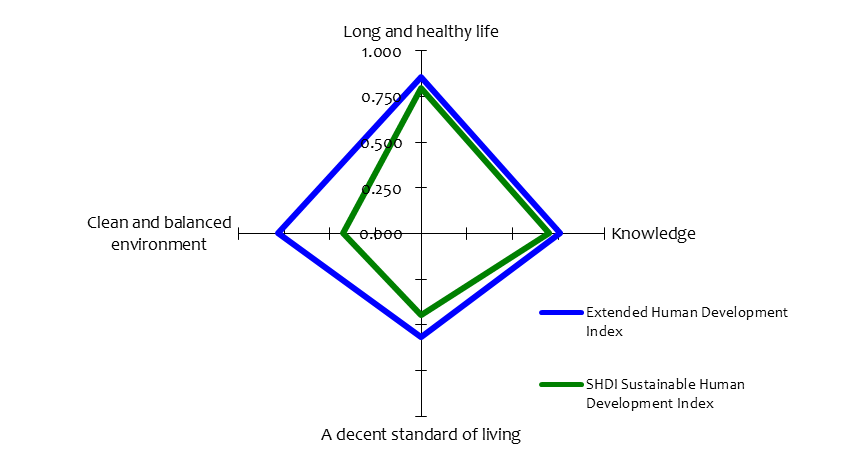 Long and healthy life
1.000
0.750
0.500
0.250
0.000
Clean and balanced
environment
Knowledge
Extended Human Development
Index
SHDI Sustainable Human
Development Index
A decent standard of living